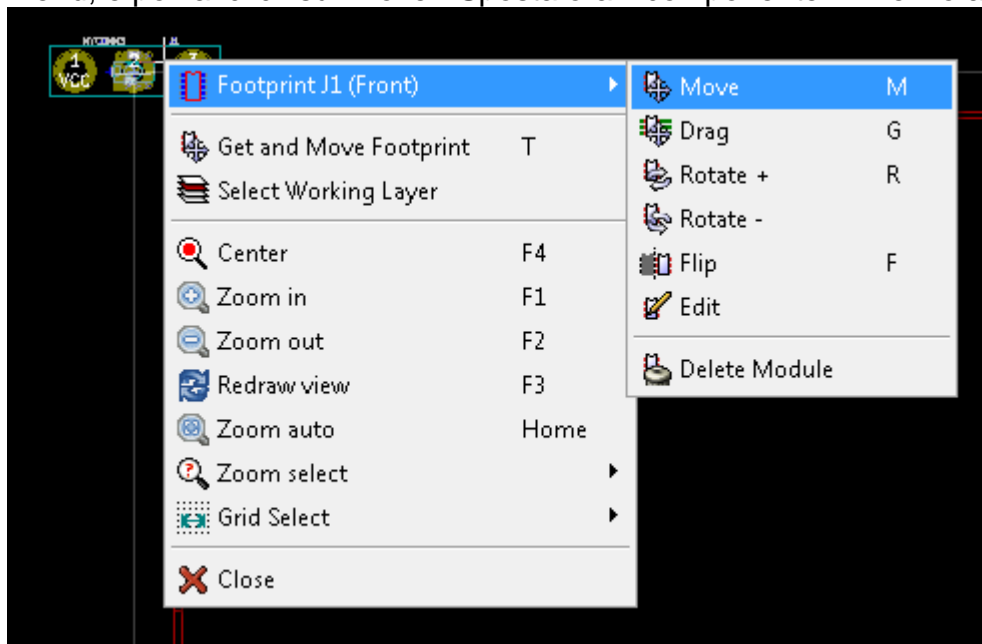 J1
1
2
VCC
Footprint J1 (Front)
Get and Move Footprint T
Select Working Layer
Center F4
Zoom in F1
Zoom out F2
Redraw view F3
Zoom auto Home
Zoom select
Grid Select
Close
Move M
Drag G
Rotate + R
Rotate -
Flip F
Edit
Delete Module